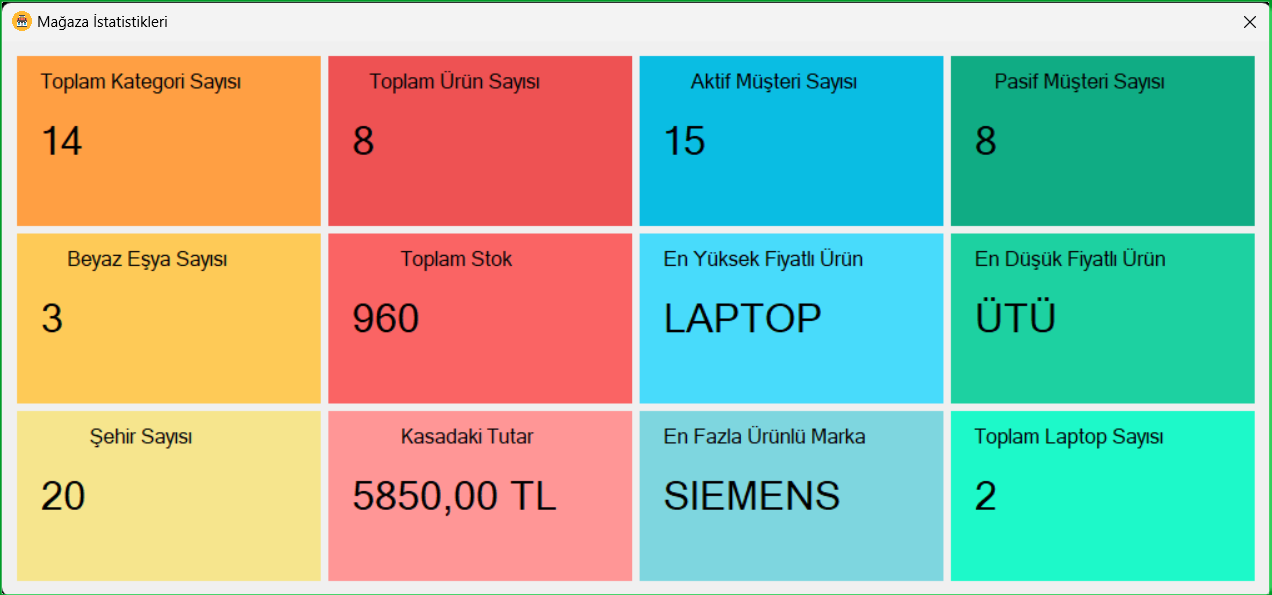 Mağaza İstatistikleri
Toplam Kategori Sayısı
14
Toplam Ürün Sayısı
8
Aktif Müşteri Sayısı
15
Pasif Müşteri Sayısı
8
Beyaz Eşya Sayısı
3
Toplam Stok
960
En Yüksek Fiyatlı Ürün
LAPTOP
En Düşük Fiyatlı Ürün
ÜTÜ
Şehir Sayısı
20
Kasadaki Tutar
5850,00 TL
En Fazla Ürünlü Marka
SIEMENS
Toplam Laptop Sayısı
2